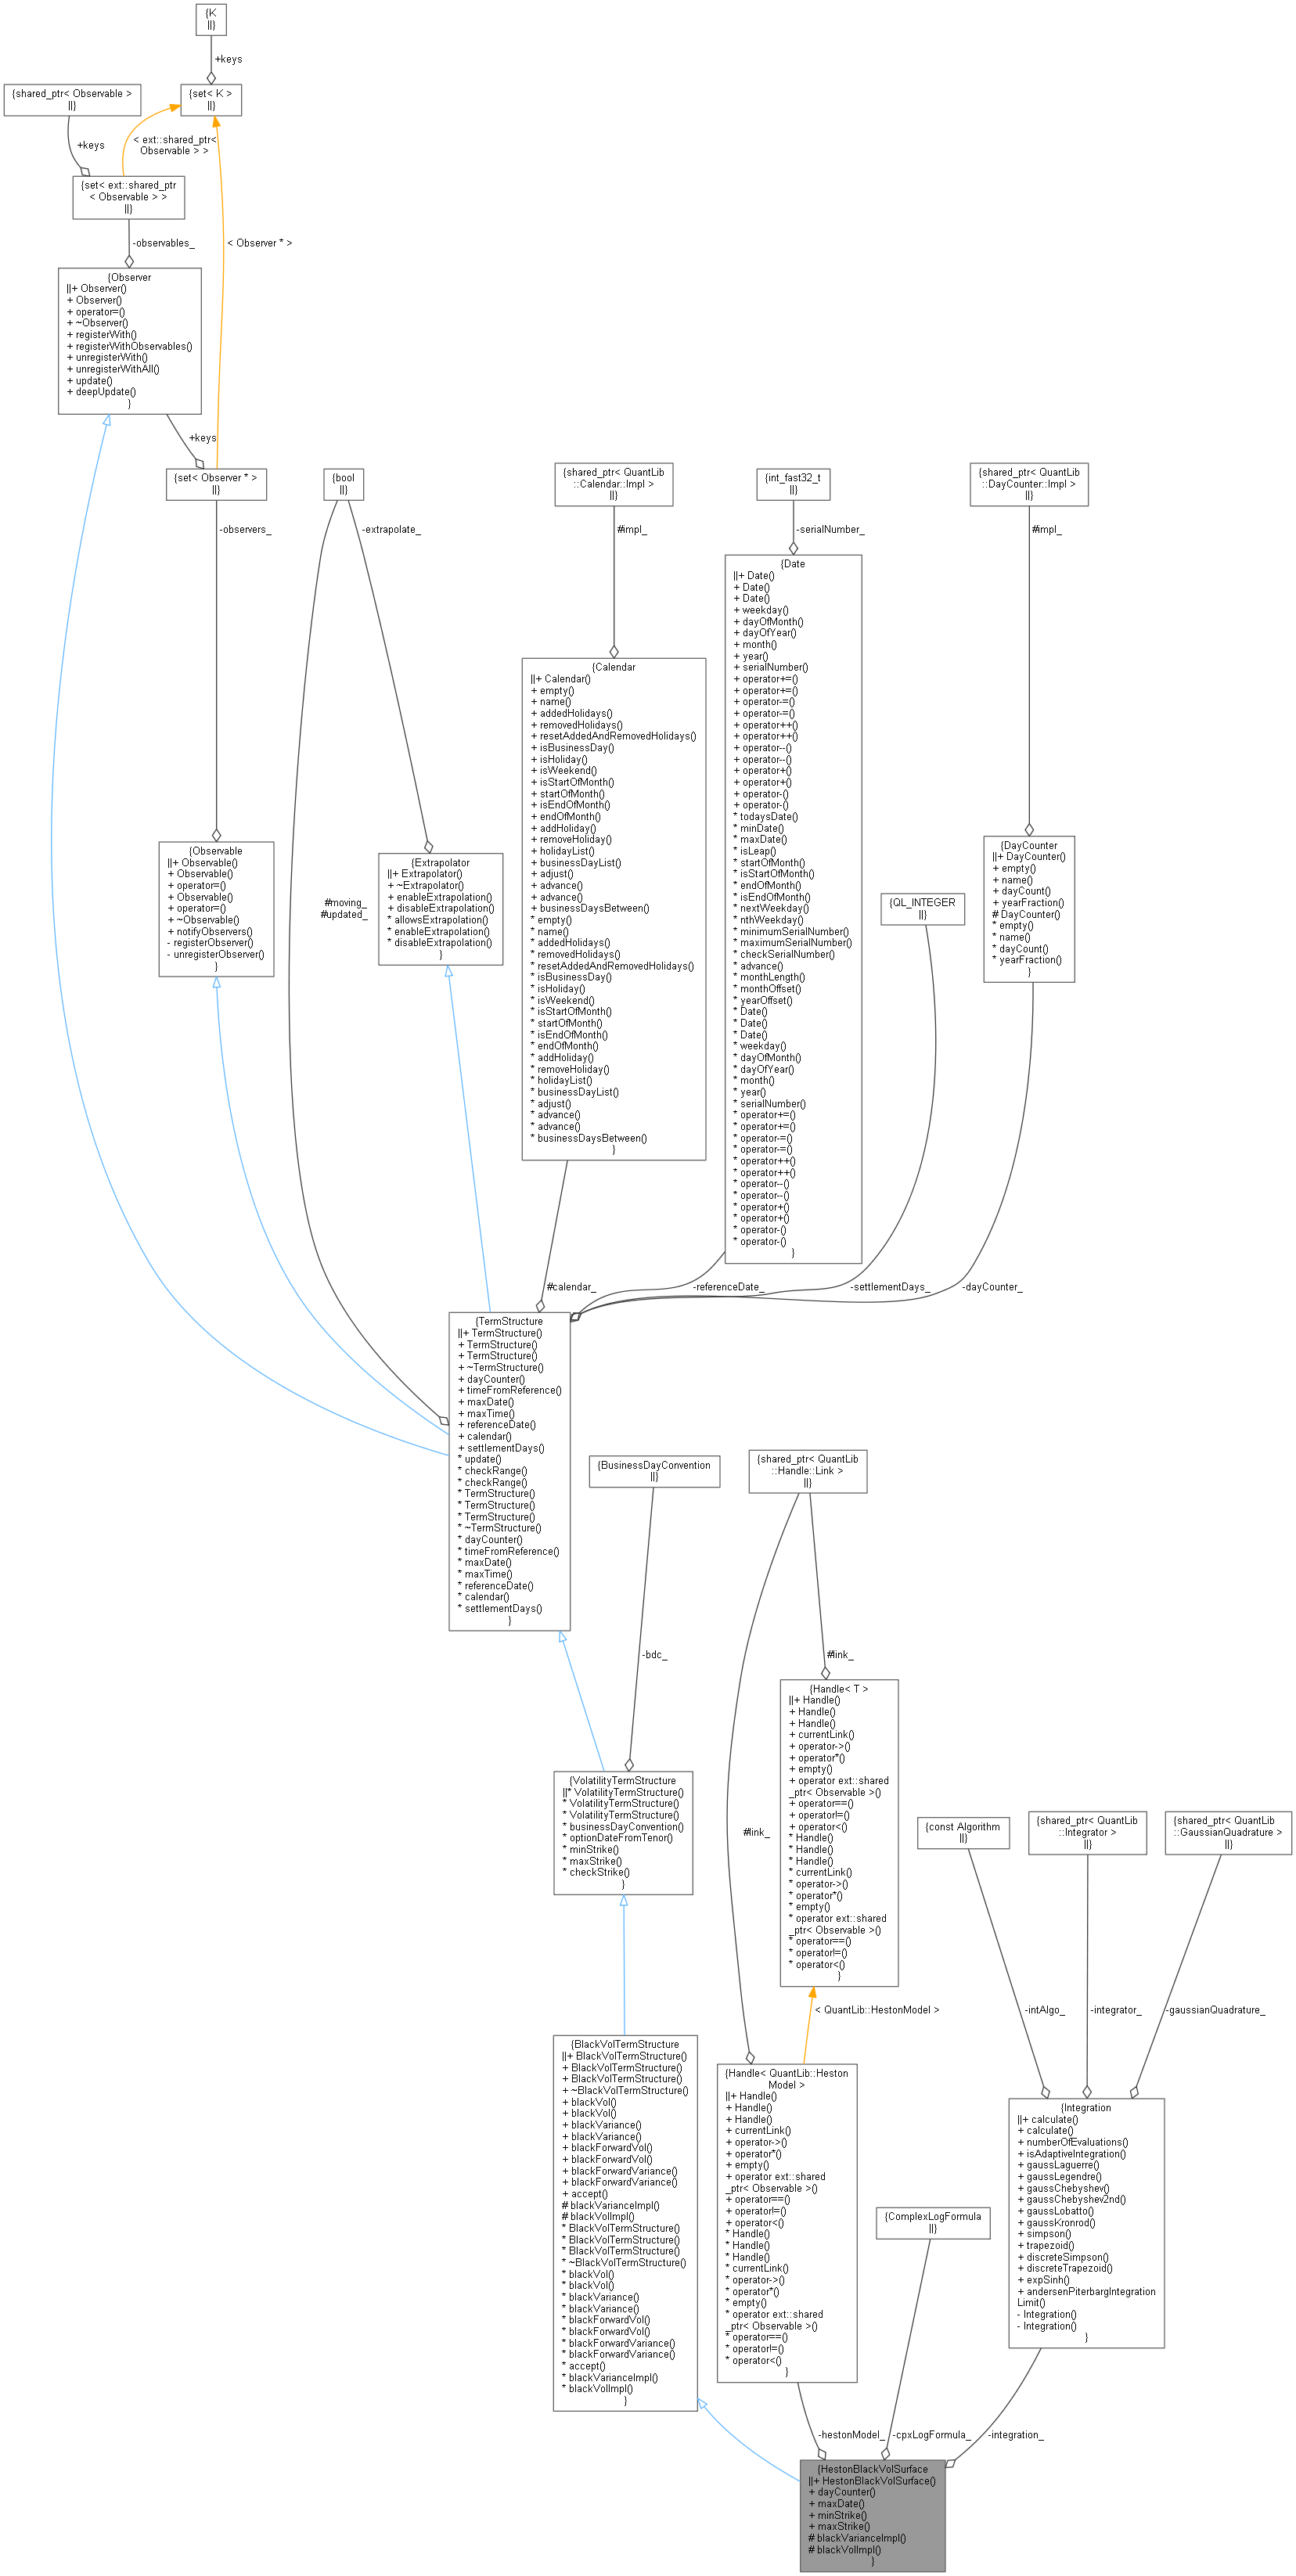 {K
||}
+keys
{shared_ptr< Observable >
||}
{set< K >
||}
+keys
< ext::shared_ptr<
Observable > >
{set< ext::shared_ptr
< Observable > >
||}
-observables_
< Observer * >
{Observer
||+ Observer()
+ Observer()
+ operator=()
+ ~Observer()
+ registerWith()
+ registerWithObservables()
+ unregisterWith()
+ unregisterWithAll()
+ update()
+ deepUpdate()
}
+keys
{set< Observer * >
||}
-observers_
{bool
||}
-extrapolate_
{shared_ptr< QuantLib
::Calendar::Impl >
||}
#impl_
{int_fast32_t
||}
-serialNumber_
{shared_ptr< QuantLib
::DayCounter::Impl >
||}
#impl_
{Observable
||+ Observable()
+ Observable()
+ operator=()
+ Observable()
+ operator=()
+ ~Observable()
+ notifyObservers()
- registerObserver()
- unregisterObserver()
}
#moving_
#updated_
{Extrapolator
||+ Extrapolator()
+ ~Extrapolator()
+ enableExtrapolation()
+ disableExtrapolation()
* allowsExtrapolation()
* enableExtrapolation()
* disableExtrapolation()
}
{Calendar
||+ Calendar()
+ empty()
+ name()
+ addedHolidays()
+ removedHolidays()
+ resetAddedAndRemovedHolidays()
+ isBusinessDay()
+ isHoliday()
+ isWeekend()
+ isStartOfMonth()
+ startOfMonth()
+ isEndOfMonth()
+ endOfMonth()
+ addHoliday()
+ removeHoliday()
+ holidayList()
+ businessDayList()
+ adjust()
+ advance()
+ advance()
+ businessDaysBetween()
* empty()
* name()
* addedHolidays()
* removedHolidays()
* resetAddedAndRemovedHolidays()
* isBusinessDay()
* isHoliday()
* isWeekend()
* isStartOfMonth()
* startOfMonth()
* isEndOfMonth()
* endOfMonth()
* addHoliday()
* removeHoliday()
* holidayList()
* businessDayList()
* adjust()
* advance()
* advance()
* businessDaysBetween()
}
{Date
||+ Date()
+ Date()
+ Date()
+ weekday()
+ dayOfMonth()
+ dayOfYear()
+ month()
+ year()
+ serialNumber()
+ operator+=()
+ operator+=()
+ operator-=()
+ operator-=()
+ operator++()
+ operator++()
+ operator--()
+ operator--()
+ operator+()
+ operator+()
+ operator-()
+ operator-()
* todaysDate()
* minDate()
* maxDate()
* isLeap()
* startOfMonth()
* isStartOfMonth()
* endOfMonth()
* isEndOfMonth()
* nextWeekday()
* nthWeekday()
* minimumSerialNumber()
* maximumSerialNumber()
* checkSerialNumber()
* advance()
* monthLength()
* monthOffset()
* yearOffset()
* Date()
* Date()
* Date()
* weekday()
* dayOfMonth()
* dayOfYear()
* month()
* year()
* serialNumber()
* operator+=()
* operator+=()
* operator-=()
* operator-=()
* operator++()
* operator++()
* operator--()
* operator--()
* operator+()
* operator+()
* operator-()
* operator-()
}
{QL_INTEGER
||}
{DayCounter
||+ DayCounter()
+ empty()
+ name()
+ dayCount()
+ yearFraction()
# DayCounter()
* empty()
* name()
* dayCount()
* yearFraction()
}
#calendar_
-referenceDate_
-settlementDays_
-dayCounter_
{TermStructure
||+ TermStructure()
+ TermStructure()
+ TermStructure()
+ ~TermStructure()
+ dayCounter()
+ timeFromReference()
+ maxDate()
+ maxTime()
+ referenceDate()
+ calendar()
+ settlementDays()
* update()
* checkRange()
* checkRange()
* TermStructure()
* TermStructure()
* TermStructure()
* ~TermStructure()
* dayCounter()
* timeFromReference()
* maxDate()
* maxTime()
* referenceDate()
* calendar()
* settlementDays()
}
{BusinessDayConvention
||}
-bdc_
{shared_ptr< QuantLib
::Handle::Link >
||}
#link_
{VolatilityTermStructure
||* VolatilityTermStructure()
* VolatilityTermStructure()
* VolatilityTermStructure()
* businessDayConvention()
* optionDateFromTenor()
* minStrike()
* maxStrike()
* checkStrike()
}
#link_
{Handle< T >
||+ Handle()
+ Handle()
+ Handle()
+ currentLink()
+ operator->()
+ operator*()
+ empty()
+ operator ext::shared
_ptr< Observable >()
+ operator==()
+ operator!=()
+ operator<()
* Handle()
* Handle()
* Handle()
* currentLink()
* operator->()
* operator*()
* empty()
* operator ext::shared
_ptr< Observable >()
* operator==()
* operator!=()
* operator<()
}
{const Algorithm
||}
{shared_ptr< QuantLib
::Integrator >
||}
{shared_ptr< QuantLib
::GaussianQuadrature >
||}
< QuantLib::HestonModel >
-intAlgo_
-integrator_
-gaussianQuadrature_
{BlackVolTermStructure
||+ BlackVolTermStructure()
+ BlackVolTermStructure()
+ BlackVolTermStructure()
+ ~BlackVolTermStructure()
+ blackVol()
+ blackVol()
+ blackVariance()
+ blackVariance()
+ blackForwardVol()
+ blackForwardVol()
+ blackForwardVariance()
+ blackForwardVariance()
+ accept()
# blackVarianceImpl()
# blackVolImpl()
* BlackVolTermStructure()
* BlackVolTermStructure()
* BlackVolTermStructure()
* ~BlackVolTermStructure()
* blackVol()
* blackVol()
* blackVariance()
* blackVariance()
* blackForwardVol()
* blackForwardVol()
* blackForwardVariance()
* blackForwardVariance()
* accept()
* blackVarianceImpl()
* blackVolImpl()
}
{Handle< QuantLib::Heston
Model >
||+ Handle()
+ Handle()
+ Handle()
+ currentLink()
+ operator->()
+ operator*()
+ empty()
+ operator ext::shared
_ptr< Observable >()
+ operator==()
+ operator!=()
+ operator<()
* Handle()
* Handle()
* Handle()
* currentLink()
* operator->()
* operator*()
* empty()
* operator ext::shared
_ptr< Observable >()
* operator==()
* operator!=()
* operator<()
}
{ComplexLogFormula
||}
{Integration
||+ calculate()
+ calculate()
+ numberOfEvaluations()
+ isAdaptiveIntegration()
+ gaussLaguerre()
+ gaussLegendre()
+ gaussChebyshev()
+ gaussChebyshev2nd()
+ gaussLobatto()
+ gaussKronrod()
+ simpson()
+ trapezoid()
+ discreteSimpson()
+ discreteTrapezoid()
+ expSinh()
+ andersenPiterbargIntegration
Limit()
- Integration()
- Integration()
}
-hestonModel_
-cpxLogFormula_
-integration_
{HestonBlackVolSurface
||+ HestonBlackVolSurface()
+ dayCounter()
+ maxDate()
+ minStrike()
+ maxStrike()
# blackVarianceImpl()
# blackVolImpl()
}